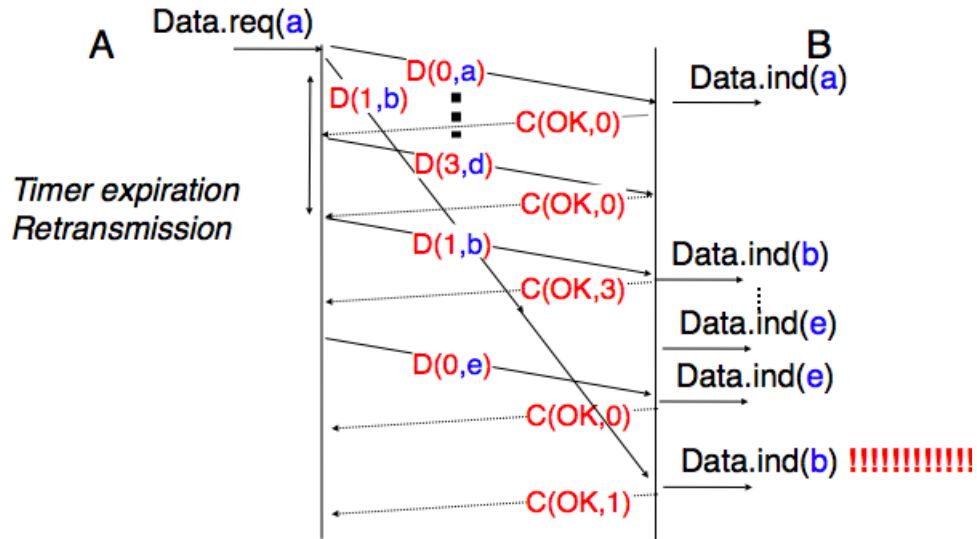 Data.req(a)
A
B
D(0,a)
Data.ind(a)
D(1,b)
C(OK,0)
D(3,d)
Timer expiration
Retransmission
C(OK,0)
D(1,b)
Data.ind(b)
C(OK,3)
Data.ind(e)
D(0,e)
Data.ind(e)
C(OK,0)
Data.ind(b) !!!!!!!!!!!!
C(OK,1)